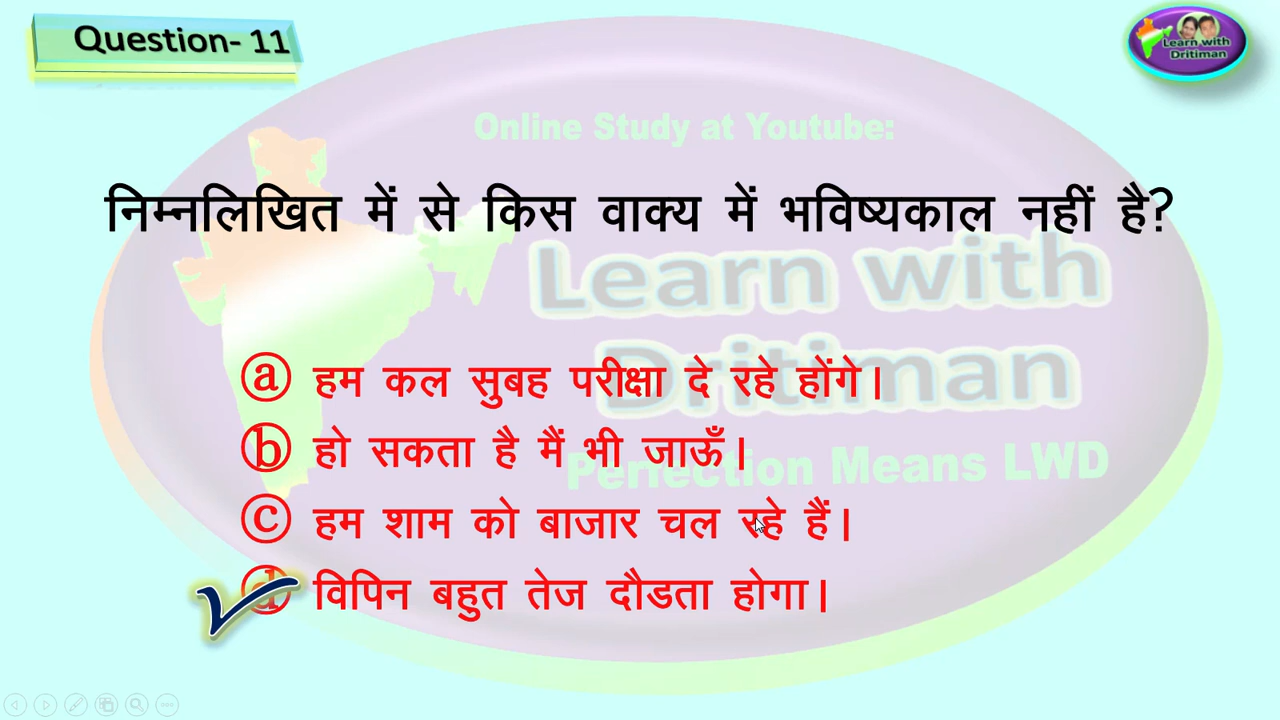 Question- 11
Learn with
Dritiman
Online Study at Youtube:
निम्नलिखित में से किस वाक्य में भविष्यकाल नहीं है?
Learn with
Dritiman
Perfection Means LWD
ⓐ हम कल सुबह परीक्षा दे रहे होंगे।
ⓑ हो सकता है मैं भी जाऊँ।
ⓒ हम शाम को बाजार चल रहे हैं।
ⓓ विपिन बहुत तेज दौडता होगा।